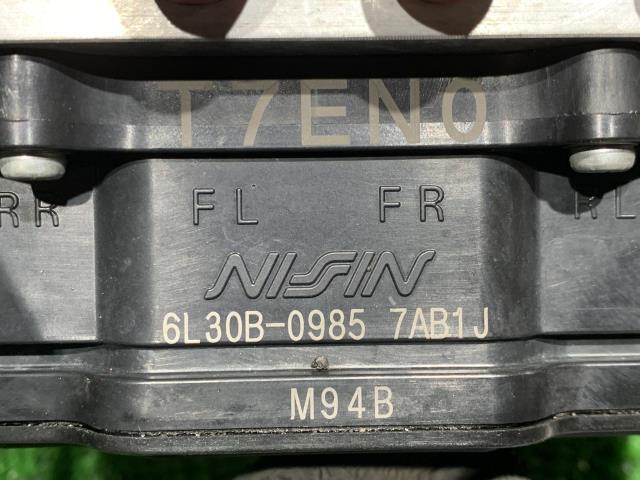 T7EN0
RR FL FR RL
NISSIN
6L30B-0985 7AB1J
M94B